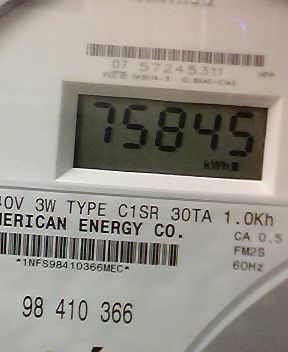 07 57245311
75845
kWh
40V 3W TYPE C1SR 30TA 1.0Kh
MERICAN ENERGY CO.
CA 0.5
*1NFS98410366MEC*
FM2S
60Hz
98 410 366